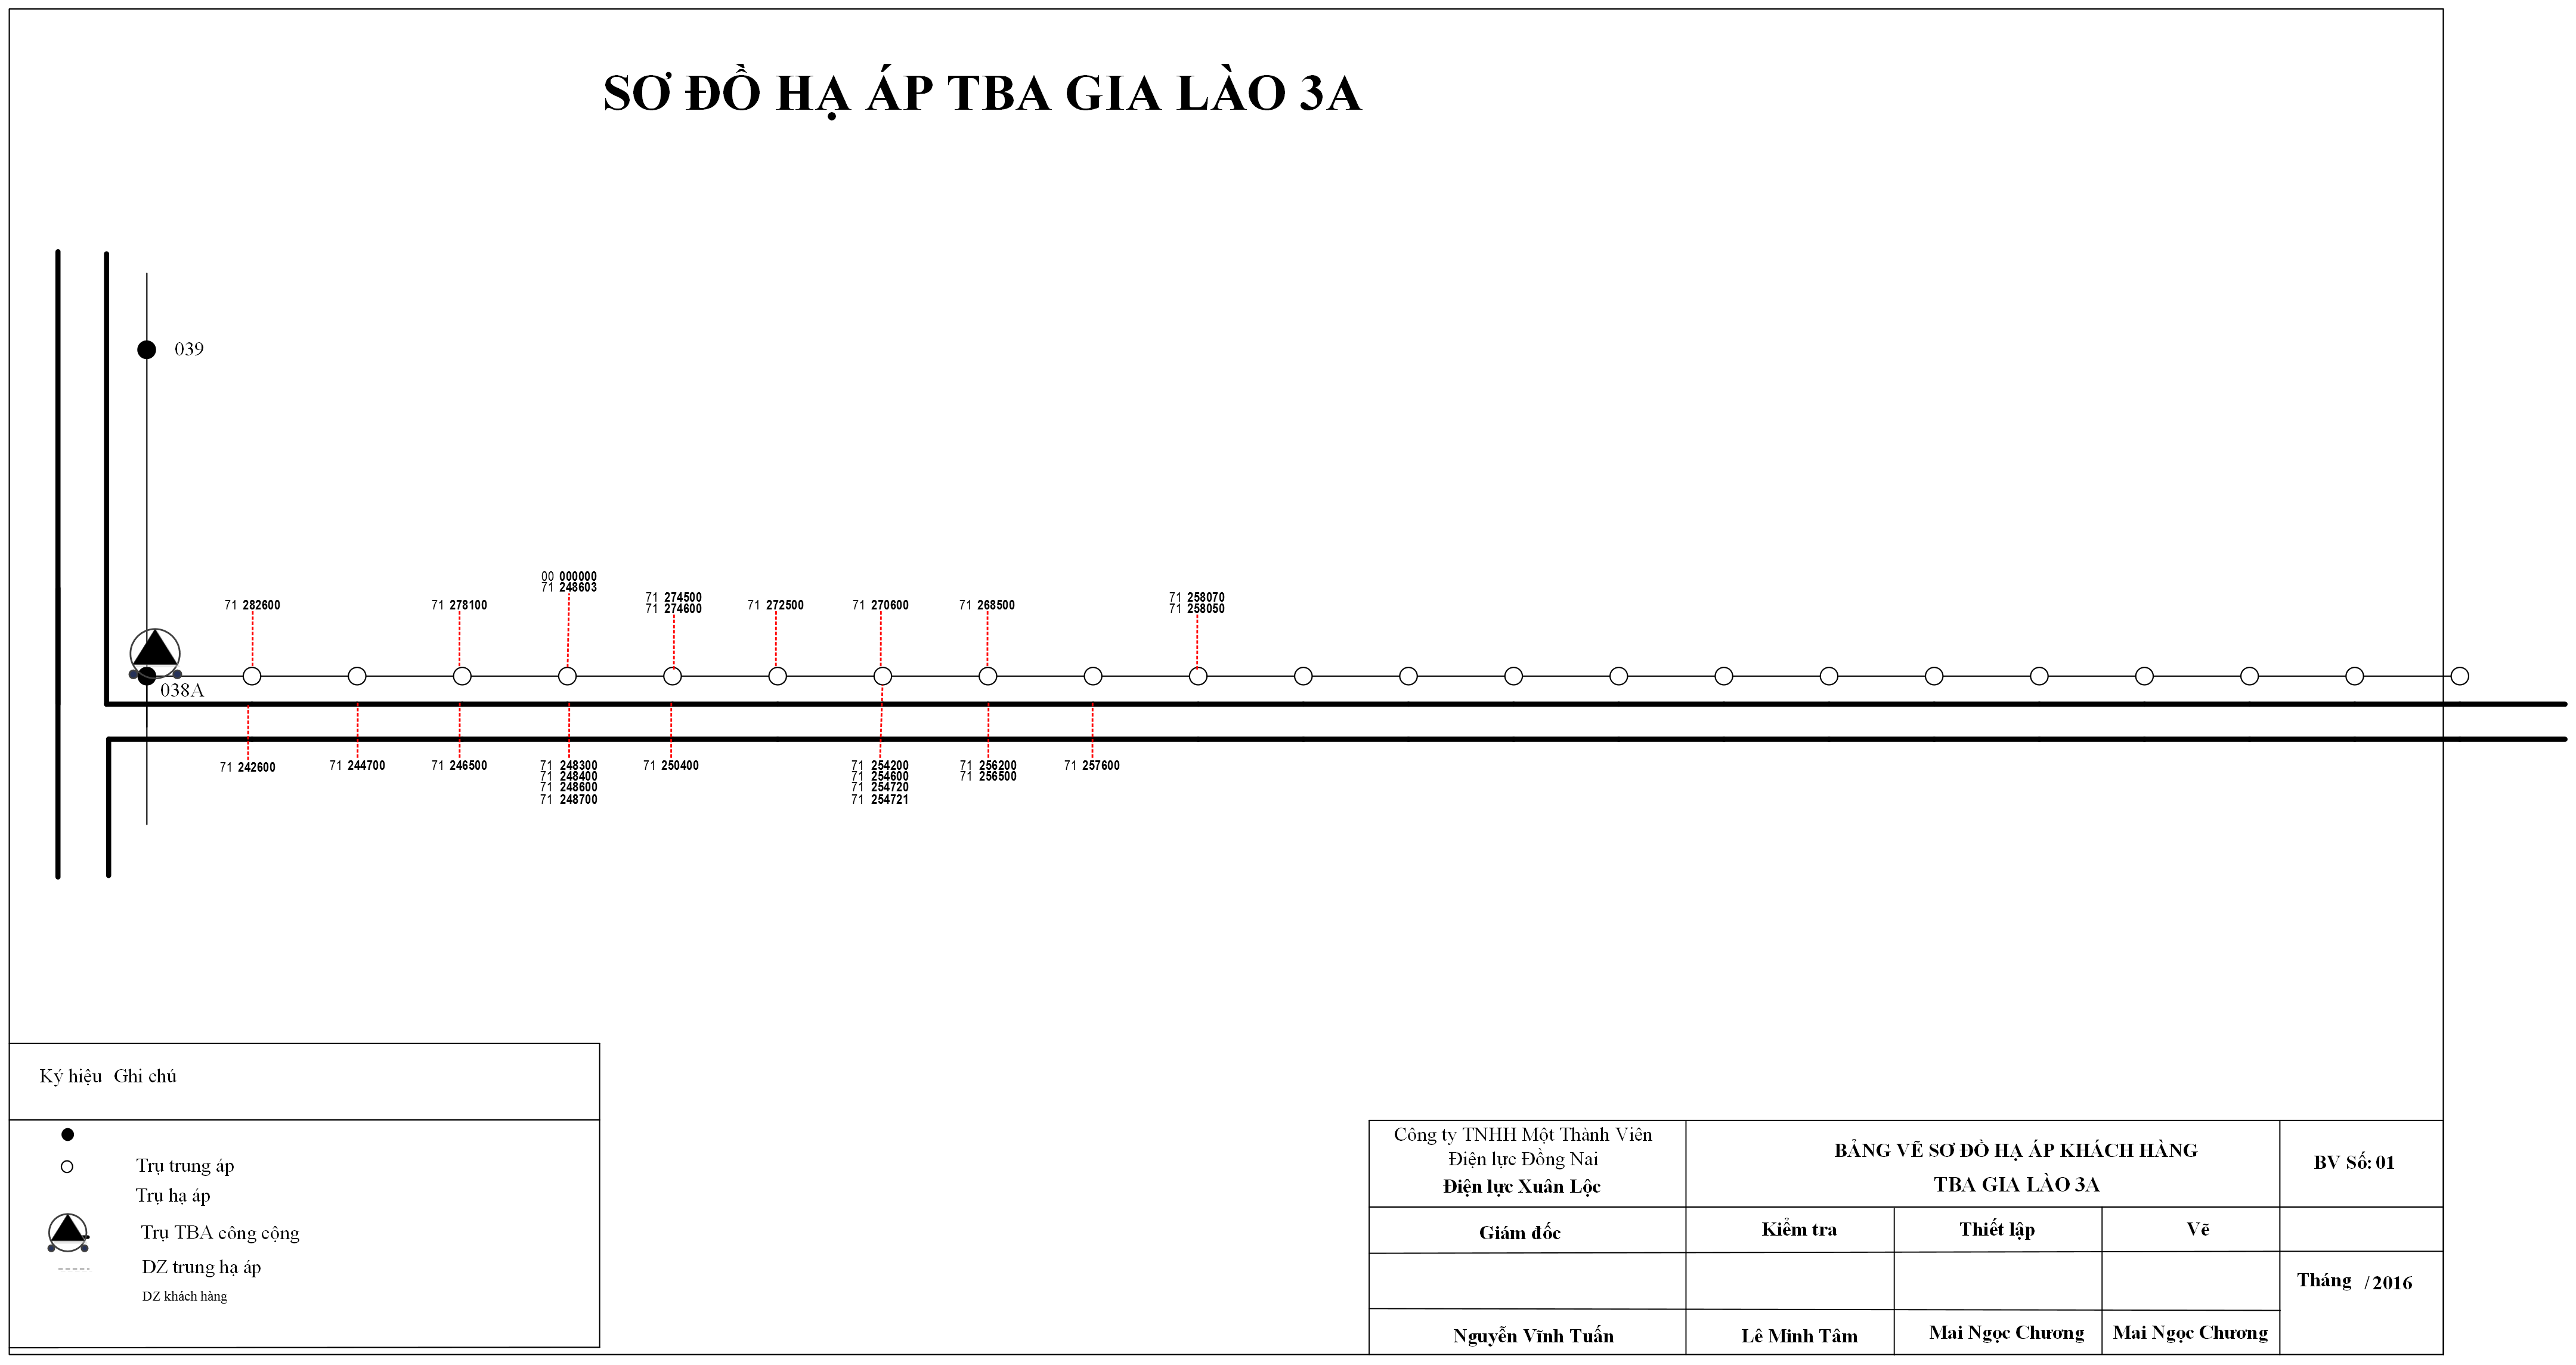 SƠ ĐỒ HẠ ÁP TBA GIA LÀO 3A
039
00 000000
71 248603
71 282600
71 278100
71 274500
71 274600
71 272500
71 270600
71 268500
71 258070
71 258050
038A
71 242600
71 244700
71 246500
71 248300
71 248400
71 248600
71 248700
71 250400
71 254200
71 254600
71 254720
71 254721
71 256200
71 256500
71 257600
Ký hiệu Ghi chú
Trụ trung áp
Trụ hạ áp
Trụ TBA công cộng
DZ trung hạ áp
DZ khách hàng
Công ty TNHH Một Thành Viên
Điện lực Đồng Nai
Điện lực Xuân Lộc
BẢNG VẼ SƠ ĐỒ HẠ ÁP KHÁCH HÀNG
TBA GIA LÀO 3A
BV Số: 01
Giám đốc
Kiểm tra
Thiết lập
Vẽ
Tháng / 2016
Nguyễn Vĩnh Tuấn
Lê Minh Tâm
Mai Ngọc Chương
Mai Ngọc Chương